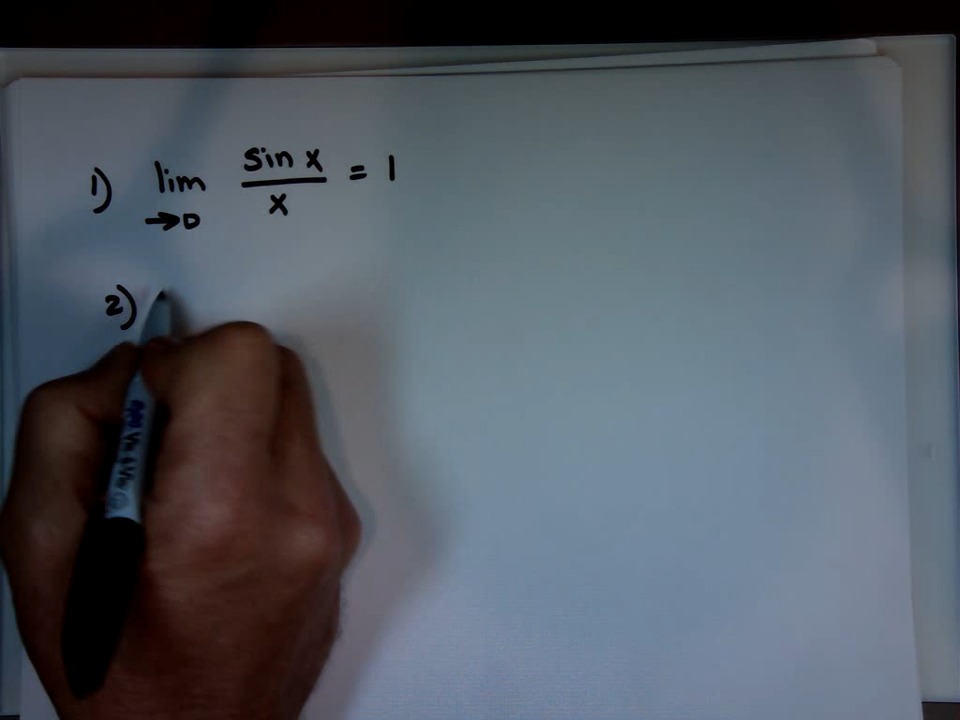 1) lim sin x / x = 1
→0
2)